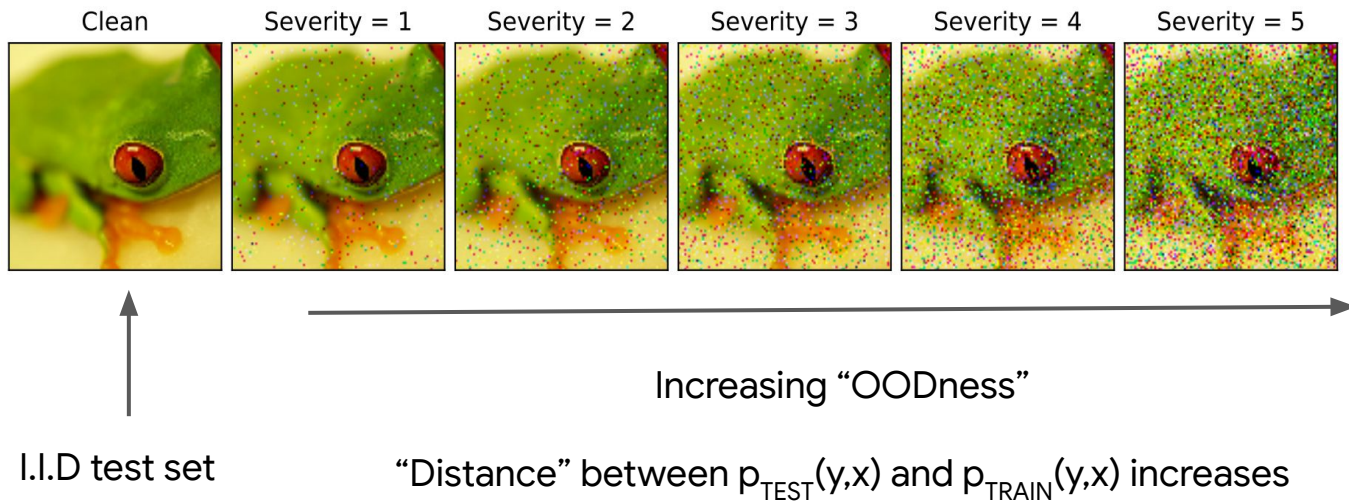 Clean Severity = 1 Severity = 2 Severity = 3 Severity = 4 Severity = 5
Increasing “OODness”
I.I.D test set
“Distance” between pTEST(y,x) and pTRAIN(y,x) increases